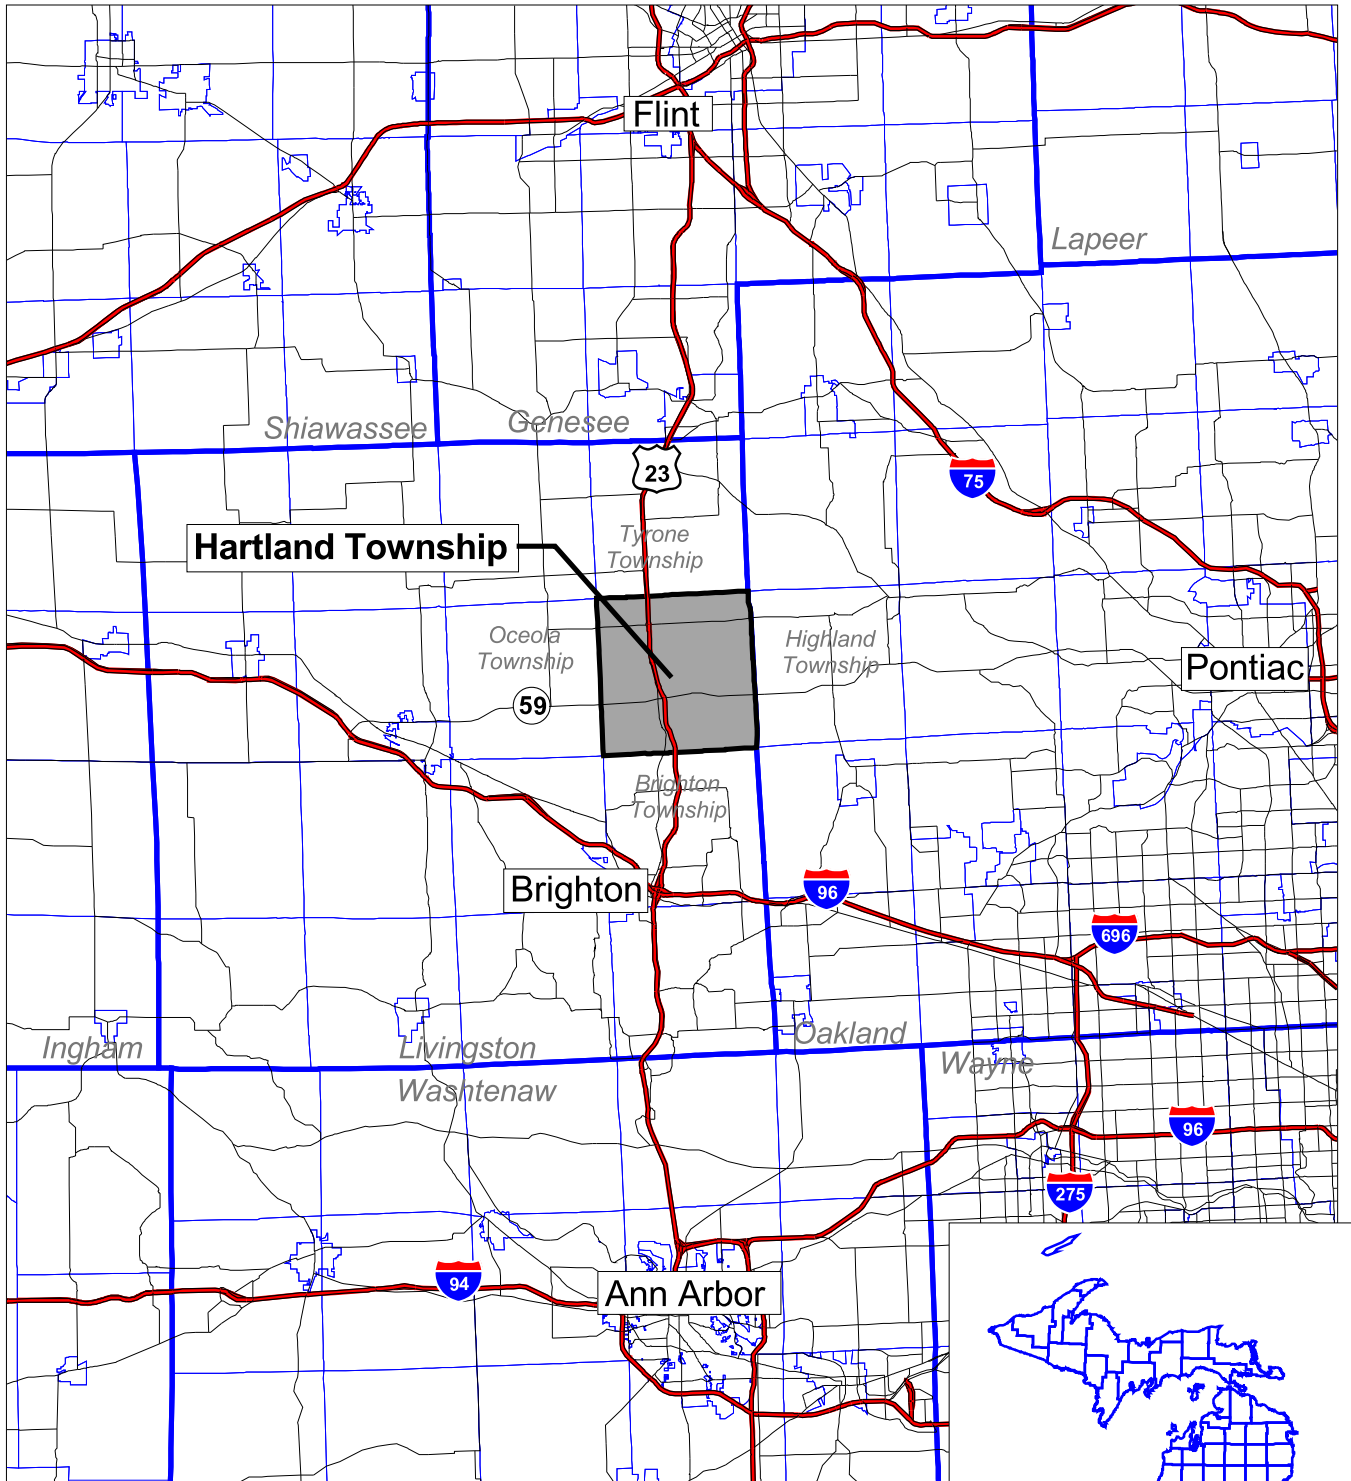 Flint
Lapeer
Shiawassee
Genesee
23
75
Hartland Township
Tyrone
Township
Oceola
Township
Highland
Township
Pontiac
59
Brighton
Township
Brighton
96
696
Ingham
Livingston
Oakland
Wayne
Washtenaw
96
275
94
Ann Arbor